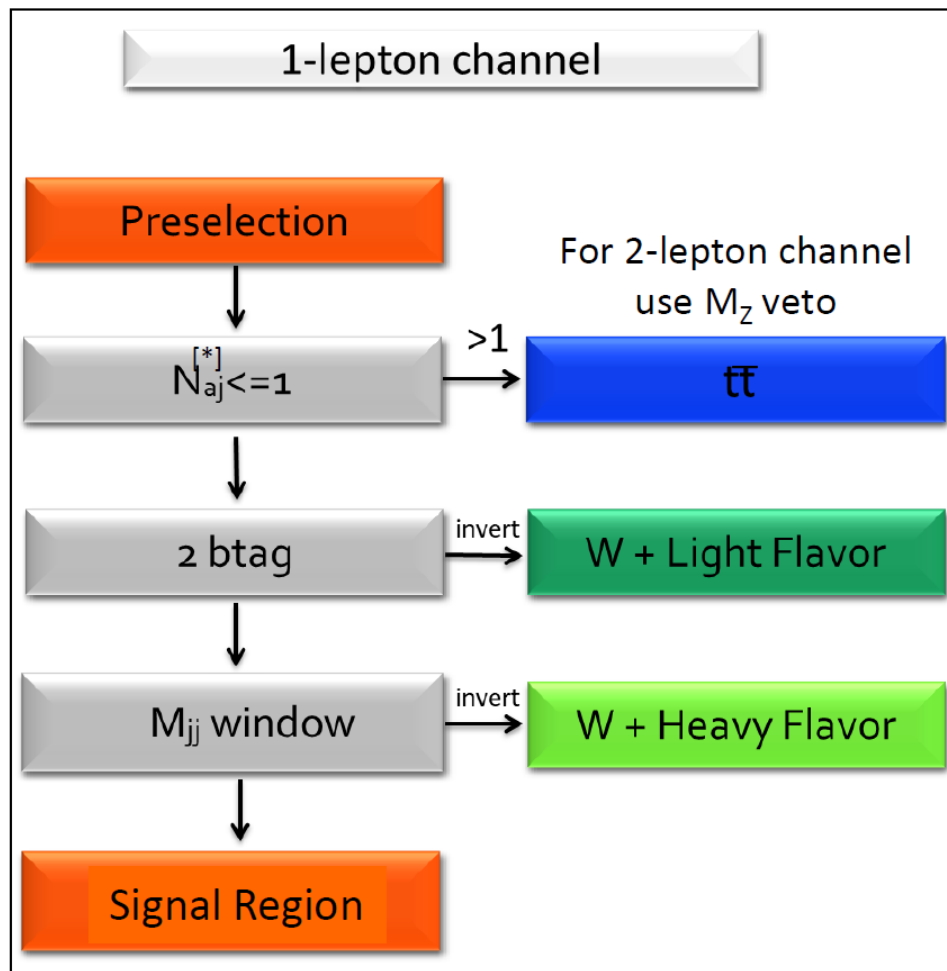 1-lepton channel
Preselection
For 2-lepton channel
use M_Z veto
N_aj^[*]<=1
>1
tt̅
2 btag
invert
W + Light Flavor
M_jj window
invert
W + Heavy Flavor
Signal Region